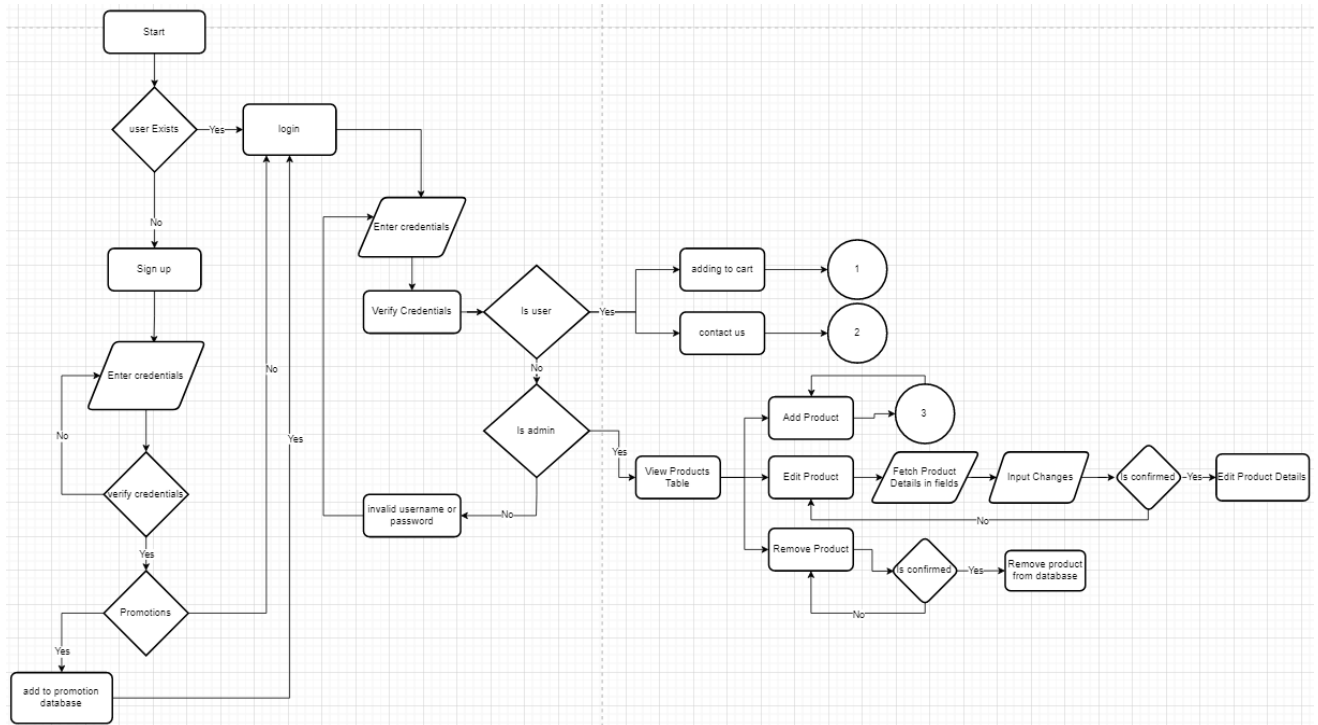 Start
user Exists
Yes
login
No
Sign up
Enter credentials
No
verify credentials
Yes
Promotions
Yes
add to promotion
database
No
Yes
Enter credentials
Verify Credentials
Is user
Yes
adding to cart
1
contact us
2
No
Is admin
No
invalid username or
password
Yes
View Products
Table
Add Product
3
Edit Product
Fetch Product
Details in fields
Input Changes
Is confirmed
Yes
Edit Product Details
No
Remove Product
Is confirmed
Yes
Remove product
from database
No